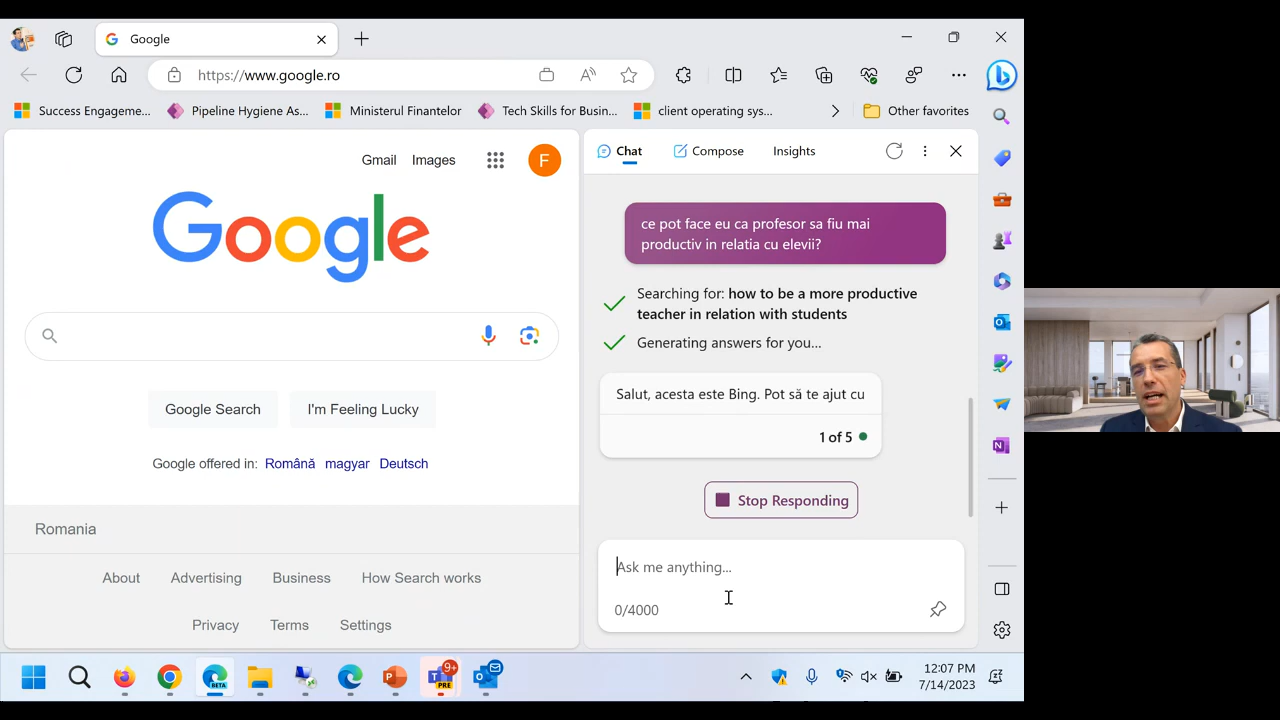 Google
https://www.google.ro
Success Engageme...
Pipeline Hygiene As...
Ministerul Finantelor
Tech Skills for Busin...
client operating sys...
Other favorites
Gmail
Images
F
Google
Google Search
I'm Feeling Lucky
Google offered in: Română magyar Deutsch
Romania
About
Advertising
Business
How Search works
Privacy
Terms
Settings
Chat
Compose
Insights
ce pot face eu ca profesor sa fiu mai
productiv in relatia cu elevii?
Searching for: how to be a more productive
teacher in relation with students
Generating answers for you...
Salut, acesta este Bing. Pot să te ajut cu
1 of 5
Stop Responding
Ask me anything...
0/4000
BETA
P
9+
PRE
12:07 PM
7/14/2023